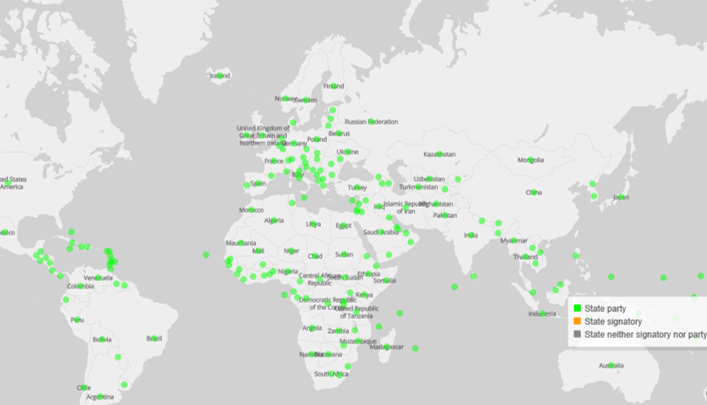 Iceland
Finland
Norway
Sweden
Russian Federation
United Kingdom of
Great Britain and
Northern Ireland
Germany
Poland
Belarus
Ukraine
France
Italy
Spain
Kazakhstan
Mongolia
Uzbekistan
Turkmenistan
Turkey
China
Japan
ted States
America
Morocco
Algeria
Libya
Egypt
Iraq
Islamic Republic
of Iran
Afghanistan
Pakistan
Saudi Arabia
India
Myanmar
Thailand
exico
Mauritania
Mali
Niger
Chad
Sudan
Nigeria
Central African
Republic
South Sudan
Ethiopia
Somalia
Venezuela
Colombia
Kenya
Democratic Republic
of the Congo
United Republic
of Tanzania
Indonesia
State party
State signatory
State neither signatory nor party
Peru
Brazil
Bolivia
Angola
Zambia
Mozambique
Madagascar
Namibia
Botswana
South Africa
Australia
Chile
Argentina